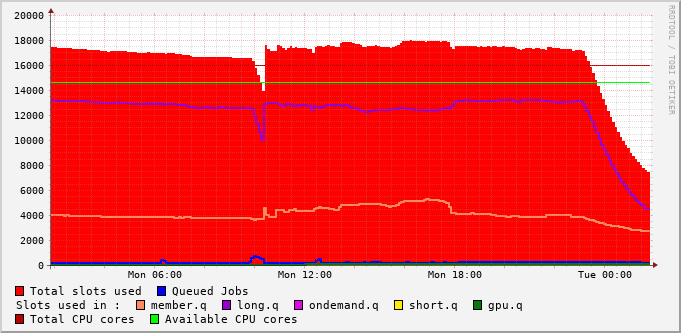 RRDTOOL / TOBI OETIKER
20000
18000
16000
14000
12000
10000
8000
6000
4000
2000
0
Mon 06:00 Mon 12:00 Mon 18:00 Tue 00:00
Total slots used Queued Jobs
Slots used in : member.q long.q ondemand.q short.q gpu.q
Total CPU cores Available CPU cores